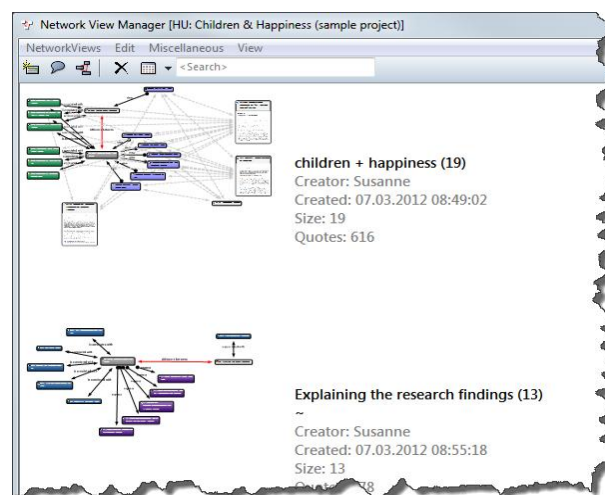 Network View Manager [HU: Children & Happiness (sample project)]
NetworkViews Edit Miscellaneous View
<Search>
children + happiness (19)
Creator: Susanne
Created: 07.03.2012 08:49:02
Size: 19
Quotes: 616
Explaining the research findings (13)
~
Creator: Susanne
Created: 07.03.2012 08:55:18
Size: 13